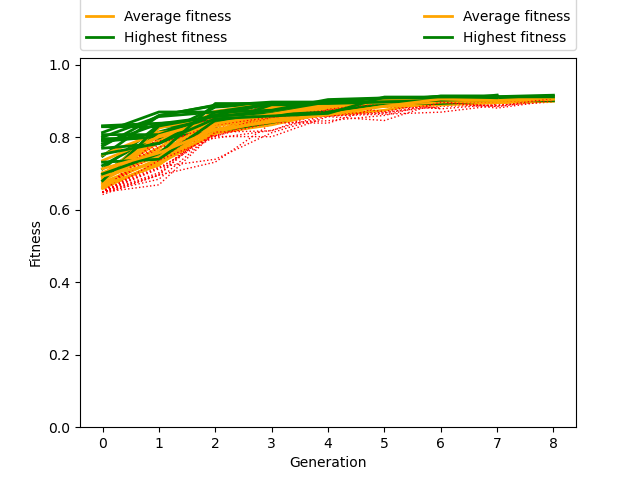 Average fitness Average fitness
Highest fitness Highest fitness
1.0
0.8
0.6
0.4
0.2
0.0
Fitness
0 1 2 3 4 5 6 7 8
Generation